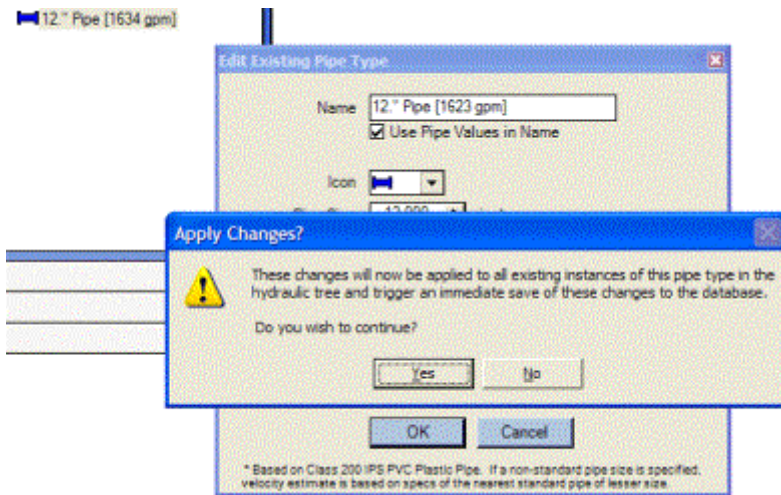 12." Pipe [1634 gpm]
Edit Existing Pipe Type
Name 12." Pipe [1623 gpm]
Use Pipe Values in Name
Icon
Apply Changes?
These changes will now be applied to all existing instances of this pipe type in the
hydraulic tree and trigger an immediate save of these changes to the database.
Do you wish to continue?
Yes No
OK Cancel
* Based on Class 200 IPS PVC Plastic Pipe. If a non-standard pipe size is specified,
velocity estimate is based on specs of the nearest standard pipe of lesser size.